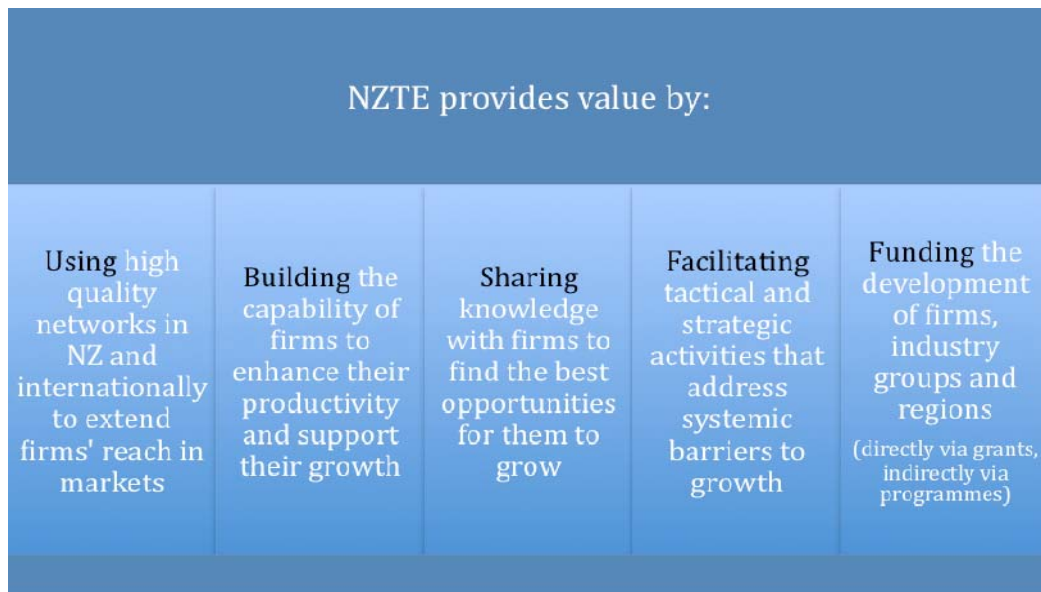 NZTE provides value by:
Using high
quality
networks in
NZ and
internationally
to extend
firms' reach in
markets
Building the
capability of
firms to
enhance their
productivity
and support
their growth
Sharing
knowledge
with firms to
find the best
opportunities
for them to
grow
Facilitating
tactical and
strategic
activities that
address
systemic
barriers to
growth
Funding the
development
of firms,
industry
groups and
regions
(directly via grants,
indirectly via
programmes)